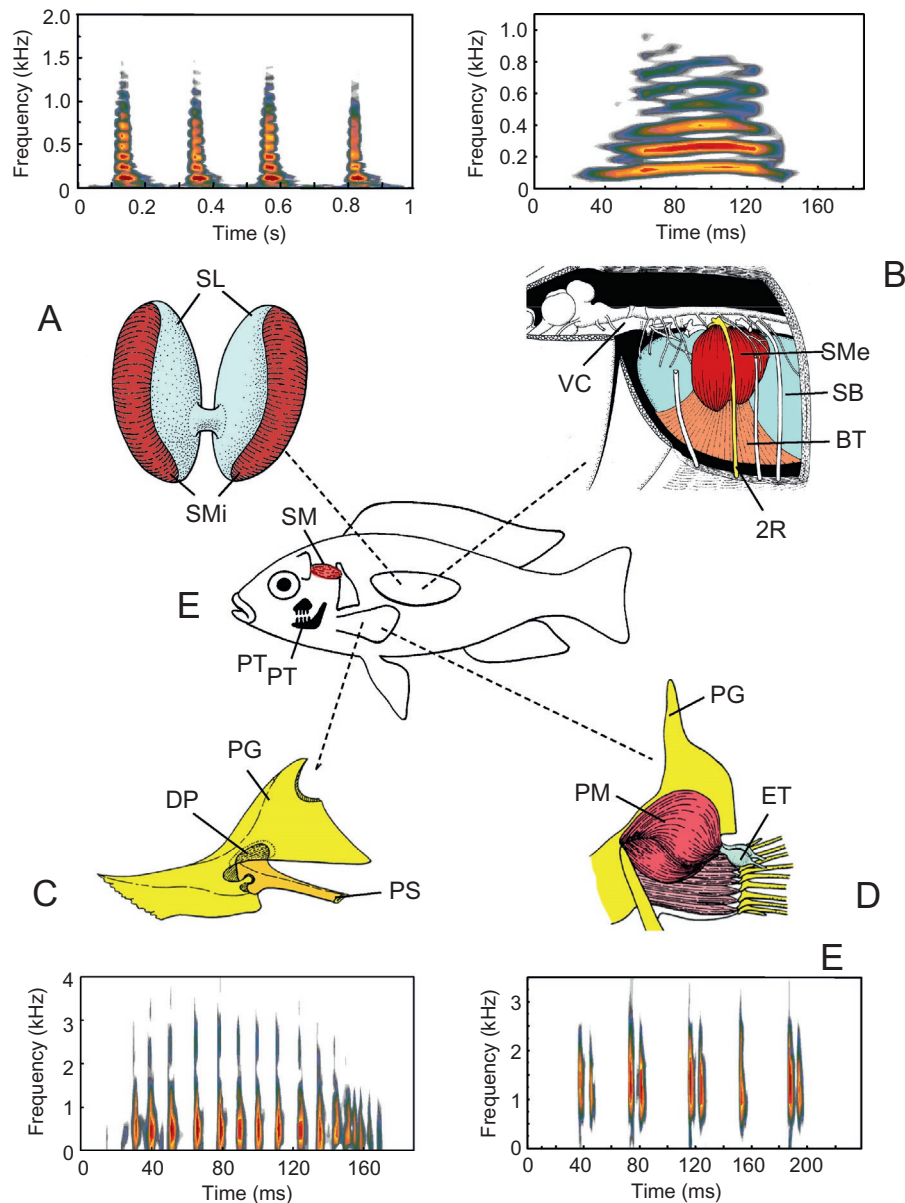 2.0
1.5
1.0
0.5
0
Frequency (kHz)
0.2 0.4 0.6 0.8 1
Time (s)
1.0
0.8
0.6
0.4
0.2
0
Frequency (kHz)
0 40 80 120 160
Time (ms)
A
SL
SMi
B
VC
SMe
SB
BT
2R
E
SM
PT
PT
C
PG
DP
PS
D
PG
PM
ET
4
3
2
1
0
Frequency (kHz)
0 40 80 120 160
Time (ms)
E
3
2
1
0
Frequency (kHz)
0 40 80 120 160 200
Time (ms)